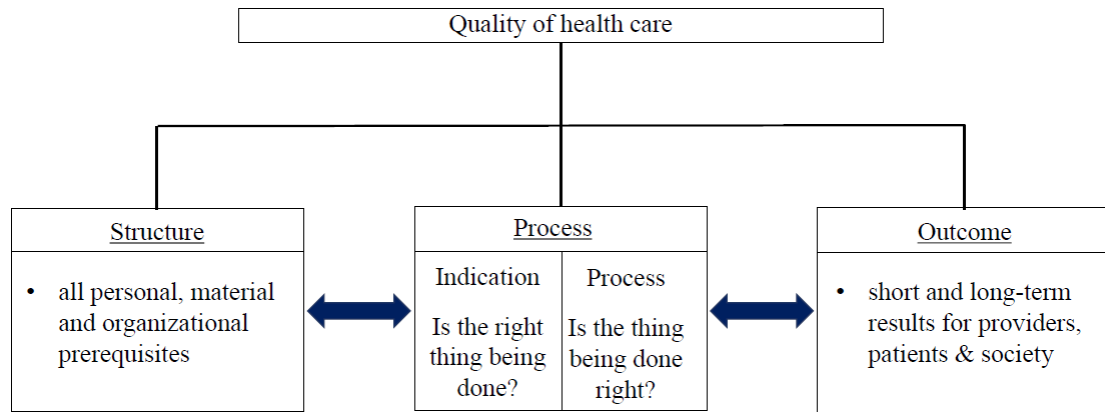 Quality of health care
Structure
• all personal, material
and organizational
prerequisites
Process
Indication
Is the right
thing being
done?
Process
Is the thing
being done
right?
Outcome
• short and long-term
results for providers,
patients & society